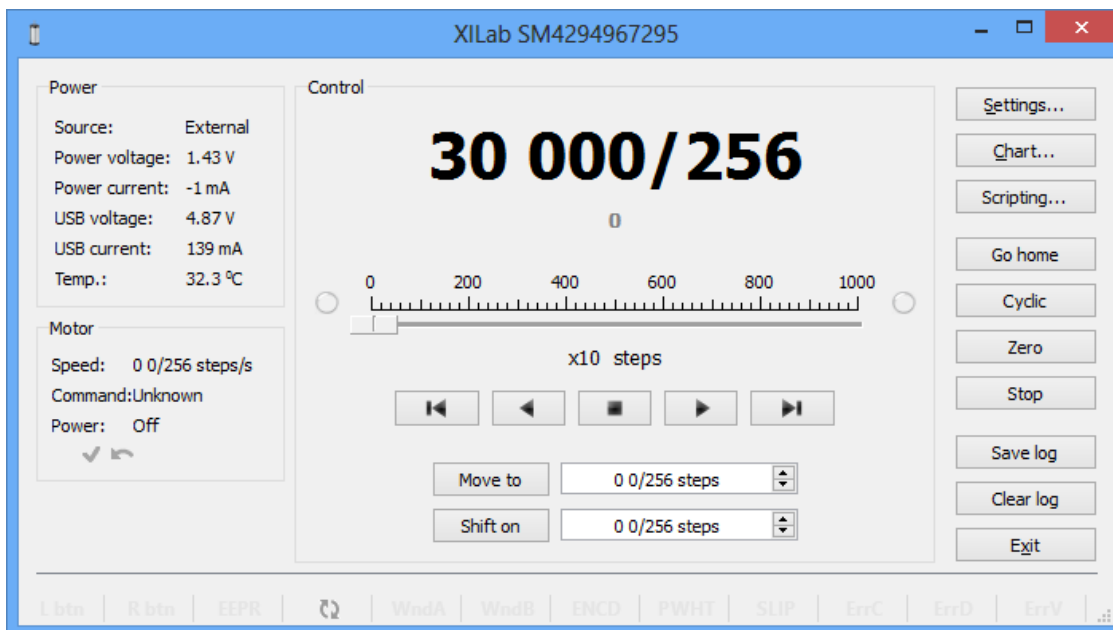 XILab SM4294967295
Power
Source: External
Power voltage: 1.43 V
Power current: -1 mA
USB voltage: 4.87 V
USB current: 139 mA
Temp.: 32.3 ºC
Motor
Speed: 0 0/256 steps/s
Command:Unknown
Power: Off
Control
30 000/256
0
0 200 400 600 800 1000
x10 steps
Move to 0 0/256 steps
Shift on 0 0/256 steps
Settings...
Chart...
Scripting...
Go home
Cyclic
Zero
Stop
Save log
Clear log
Exit
L btn R btn EEPR WndA WndB ENCD PWHT SLIP ErrC ErrD ErrV